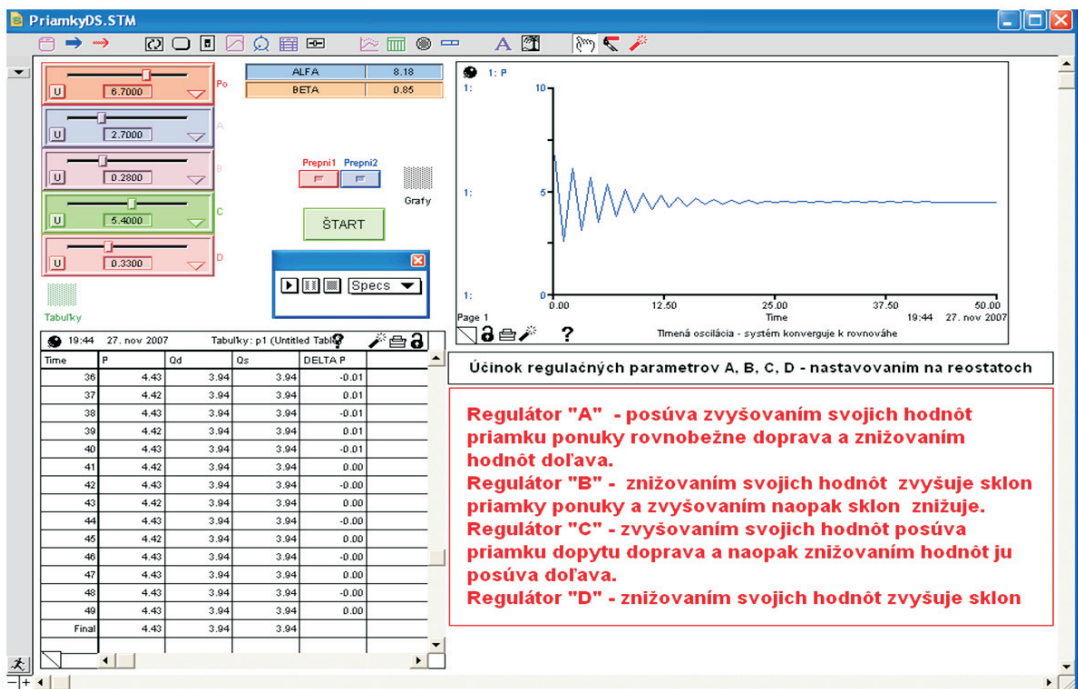 PriamkyDS.STM
U 6.7000 Po
U 2.7000 A
U 0.2800 B
U 5.4000 C
U 0.3300 D
ALFA 8.18
BETA 0.85
Prepni1 Prepni2
Grafy
ŠTART
Specs
Tabuľky
1: P
1: 10
1: 5
1: 0
0.00 12.50 25.00 37.50 50.00
Page 1 Time 19:44 27. nov 2007
? Tlmená oscilácia - systém konverguje k rovnováhe
19:44 27. nov 2007 Tabuľky: p1 (Untitled Table) ?
Time P Qd Qs DELTA P
36 4.43 3.94 3.94 -0.01
37 4.42 3.94 3.94 0.01
38 4.43 3.94 3.94 -0.01
39 4.42 3.94 3.94 0.01
40 4.43 3.94 3.94 -0.01
41 4.42 3.94 3.94 0.00
42 4.43 3.94 3.94 -0.00
43 4.42 3.94 3.94 0.00
44 4.43 3.94 3.94 -0.00
45 4.42 3.94 3.94 0.00
46 4.43 3.94 3.94 -0.00
47 4.43 3.94 3.94 0.00
48 4.43 3.94 3.94 -0.00
49 4.43 3.94 3.94 0.00
Final 4.43 3.94 3.94
Účinok regulačných parametrov A, B, C, D - nastavovaním na reostatoch
Regulátor "A" - posúva zvyšovaním svojich hodnôt
priamku ponuky rovnobežne doprava a znižovaním
hodnôt doľava.
Regulátor "B" - znižovaním svojich hodnôt zvyšuje sklon
priamky ponuky a zvyšovaním naopak sklon znižuje.
Regulátor "C" - zvyšovaním svojich hodnôt posúva
priamku dopytu doprava a naopak znižovaním hodnôt ju
posúva doľava.
Regulátor "D" - znižovaním svojich hodnôt zvyšuje sklon